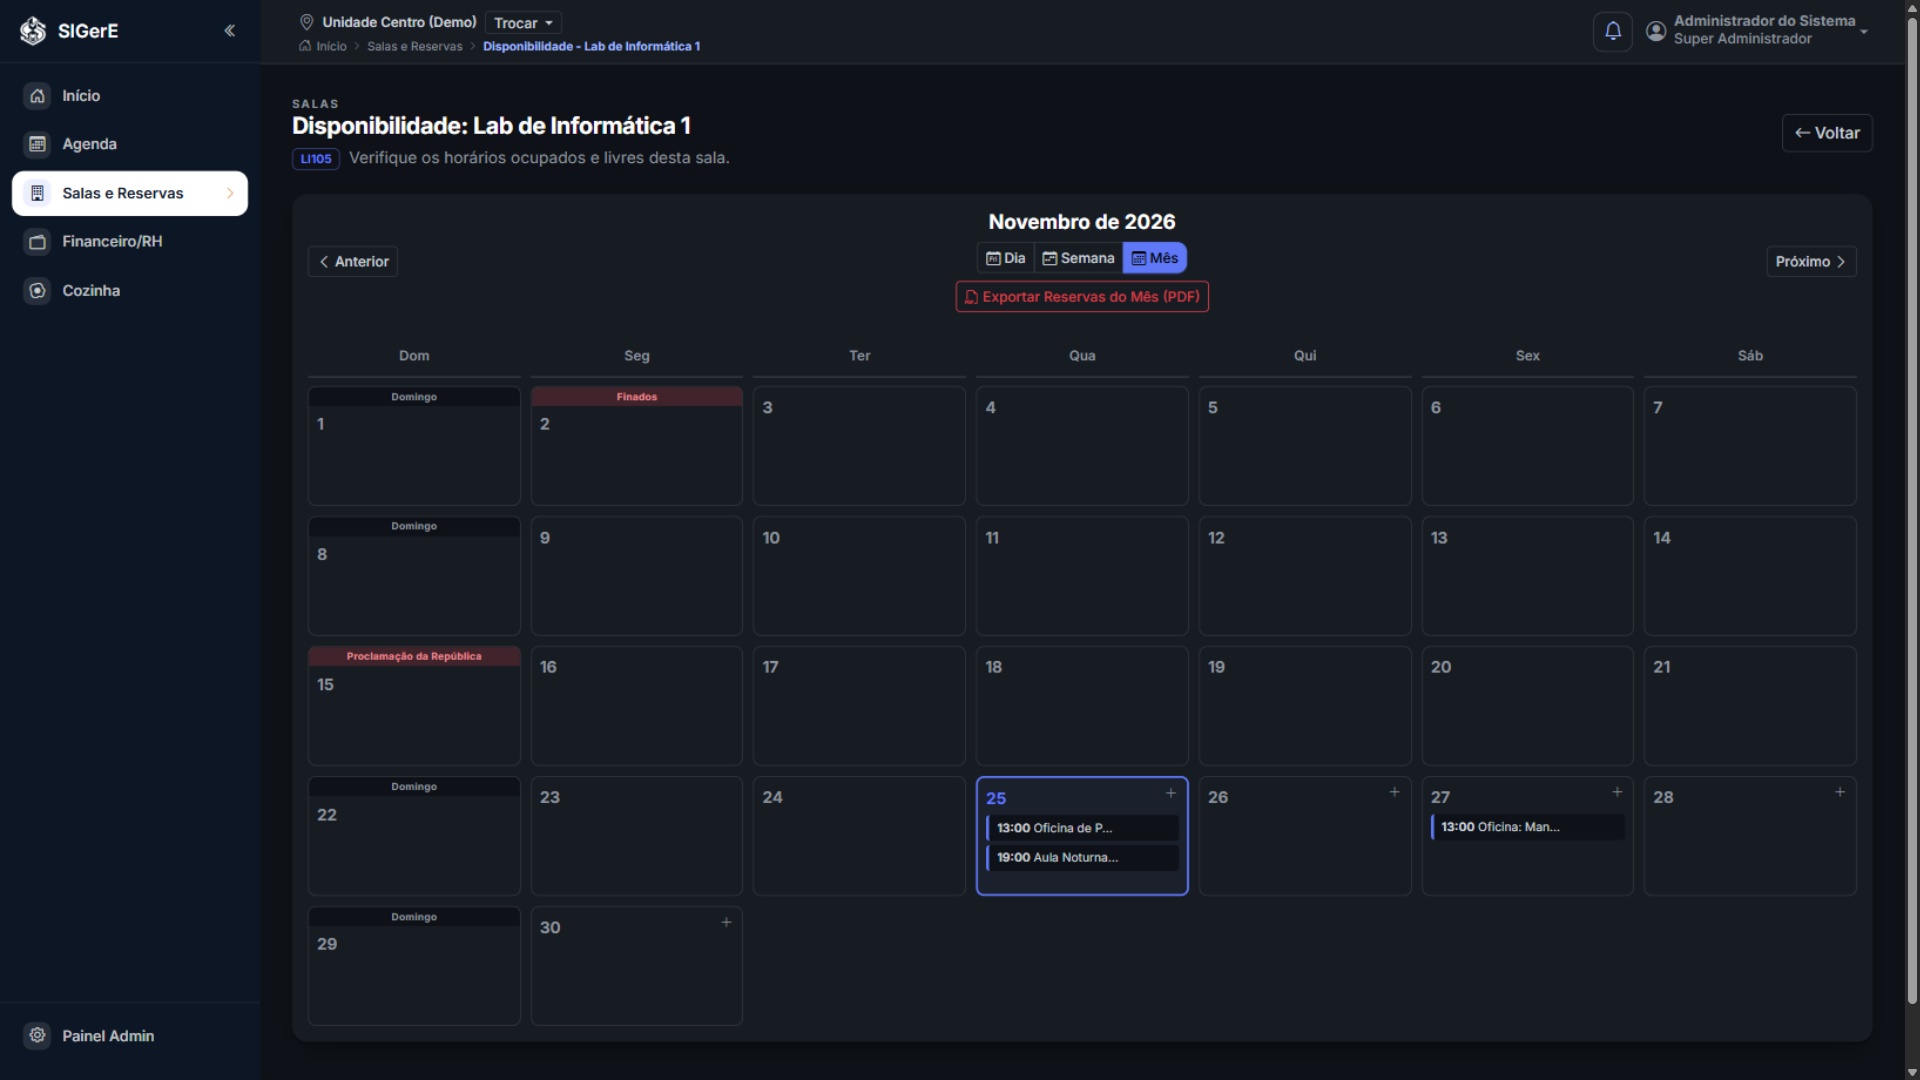 SIGerE
Início
Agenda
Salas e Reservas
Financeiro/RH
Cozinha
Painel Admin
Unidade Centro (Demo) Trocar
Início > Salas e Reservas > Disponibilidade - Lab de Informática 1
Administrador do Sistema
Super Administrador
SALAS
Disponibilidade: Lab de Informática 1
LI105 Verifique os horários ocupados e livres desta sala.
Voltar
Novembro de 2026
Anterior
Dia Semana Mês
Próximo
Exportar Reservas do Mês (PDF)
Dom Seg Ter Qua Qui Sex Sáb
Domingo Finados
1 2 3 4 5 6 7
Domingo
8 9 10 11 12 13 14
Proclamação da República
15 16 17 18 19 20 21
Domingo
22 23 24 25 + 26 + 27 + 28 +
13:00 Oficina de P... 13:00 Oficina: Man...
19:00 Aula Noturna...
Domingo
29 30 +